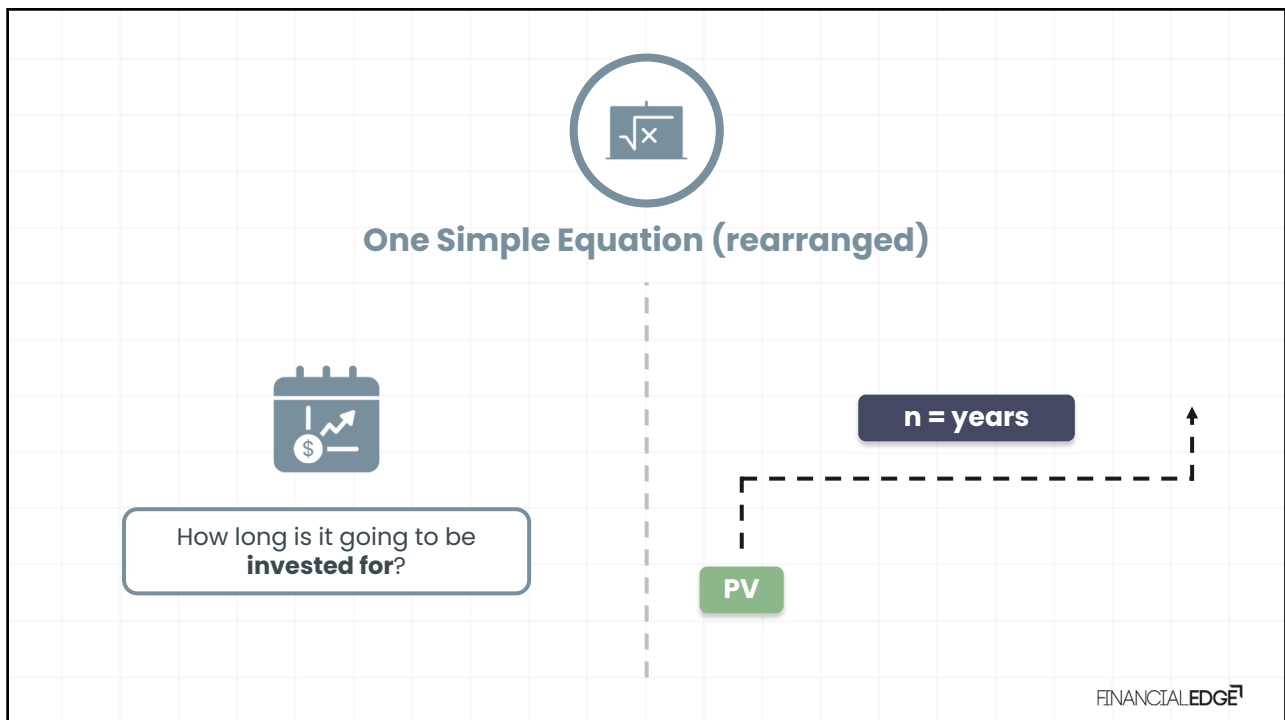 √x
One Simple Equation (rearranged)
$
How long is it going to be
invested for?
n = years
PV
FINANCIALEDGE